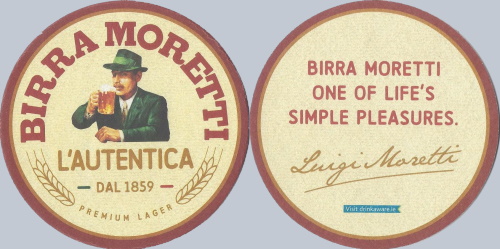 BIRRA MORETTI
L'AUTENTICA
DAL 1859
PREMIUM LAGER
BIRRA MORETTI
ONE OF LIFE'S
SIMPLE PLEASURES.
Luigi Moretti
Visit drinkaware.ie